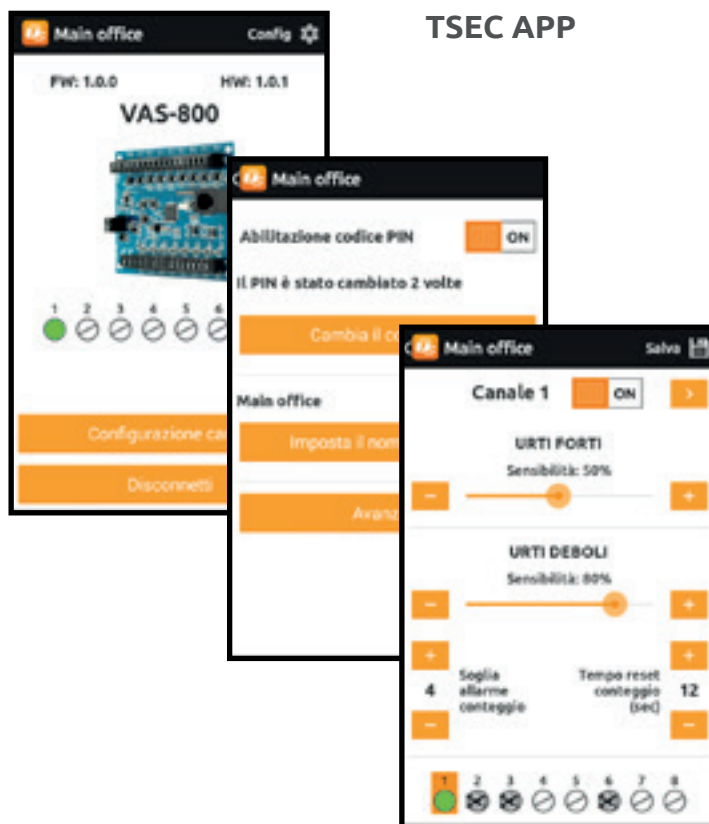 TSEC APP
Main office Config
FW: 1.0.0 HW: 1.0.1
VAS-800
1 2 3 4 5 6
Configurazione ca
Disconnetti
Main office
Abilitazione codice PIN ON
Il PIN è stato cambiato 2 volte
Cambia il co
Main office
Imposta il nom
Avanz
Main office Salva
Canale 1 ON >
URTI FORTI
Sensibilità: 50%
- +
URTI DEBOLI
Sensibilità: 80%
- +
+ +
4 Soglia allarme conteggio Tempo reset conteggio (sec) 12
- -
1 2 3 4 5 6 7 8